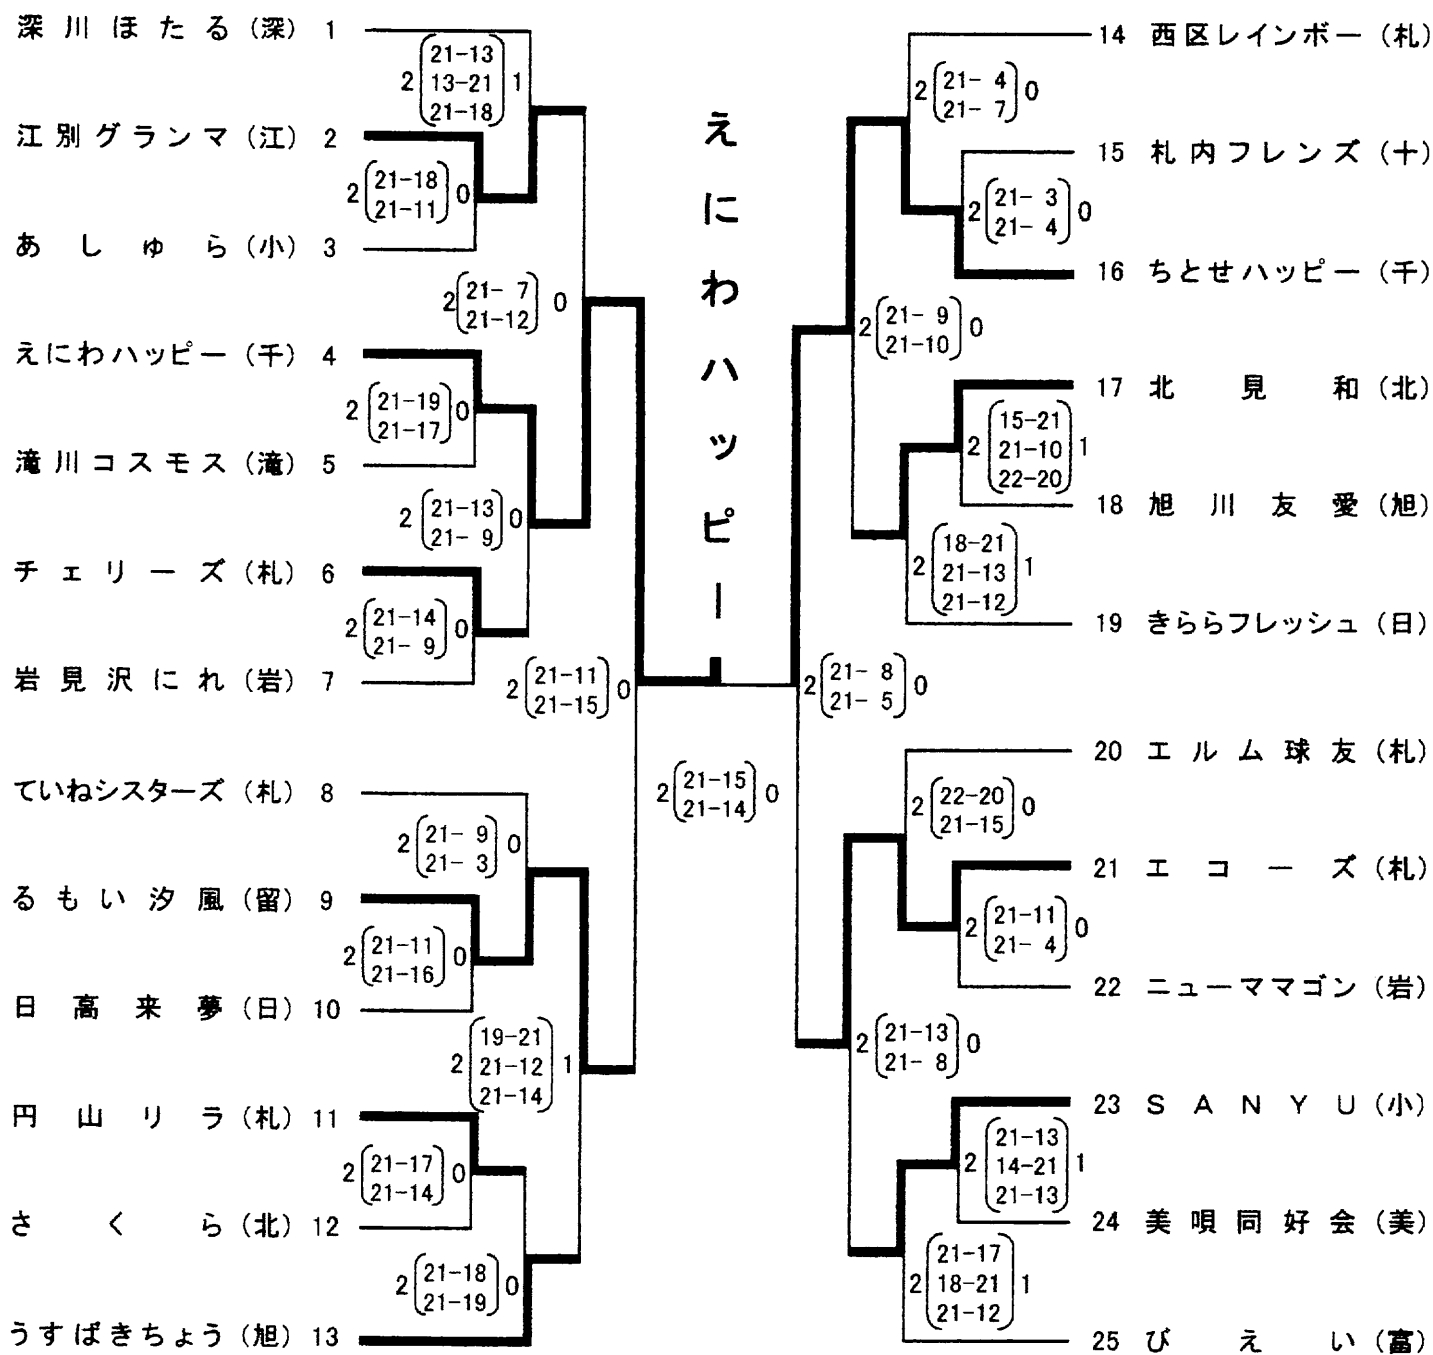 深川ほたる（深） 1
2 21-13 1
13-21
21-18
江別グランマ（江） 2
2 21-18 0
21-11
あしゅら（小） 3
2 21- 7 0
21-12
えにわハッピー（千） 4
2 21-19 0
21-17
滝川コスモス（滝） 5
2 21-13 0
21- 9
チェリーズ（札） 6
2 21-14 0
21- 9
岩見沢にれ（岩） 7
2 21-11 0
21-15
ていねシスターズ（札） 8
2 21- 9 0
21- 3
るもい汐風（留） 9
2 21-11 0
21-16
日高来夢（日） 10
2 19-21 1
21-12
21-14
円山リラ（札） 11
2 21-17 0
21-14
さくら（北） 12
2 21-18 0
21-19
うすばきちょう（旭） 13
えにわハッピー
2 21-15 0
21-14
14 西区レインボー（札）
2 21- 4 0
21- 7
15 札内フレンズ（十）
2 21- 3 0
21- 4
16 ちとせハッピー（千）
2 21- 9 0
21-10
17 北見和（北）
2 15-21 1
21-10
22-20
18 旭川友愛（旭）
2 18-21 1
21-13
21-12
19 きららフレッシュ（日）
2 21- 8 0
21- 5
20 エルム球友（札）
2 22-20 0
21-15
21 エコーズ（札）
2 21-11 0
21- 4
22 ニューママゴン（岩）
2 21-13 0
21- 8
23 SANYU（小）
2 21-13 1
14-21
21-13
24 美唄同好会（美）
2 21-17 1
18-21
21-12
25 びえい（富）